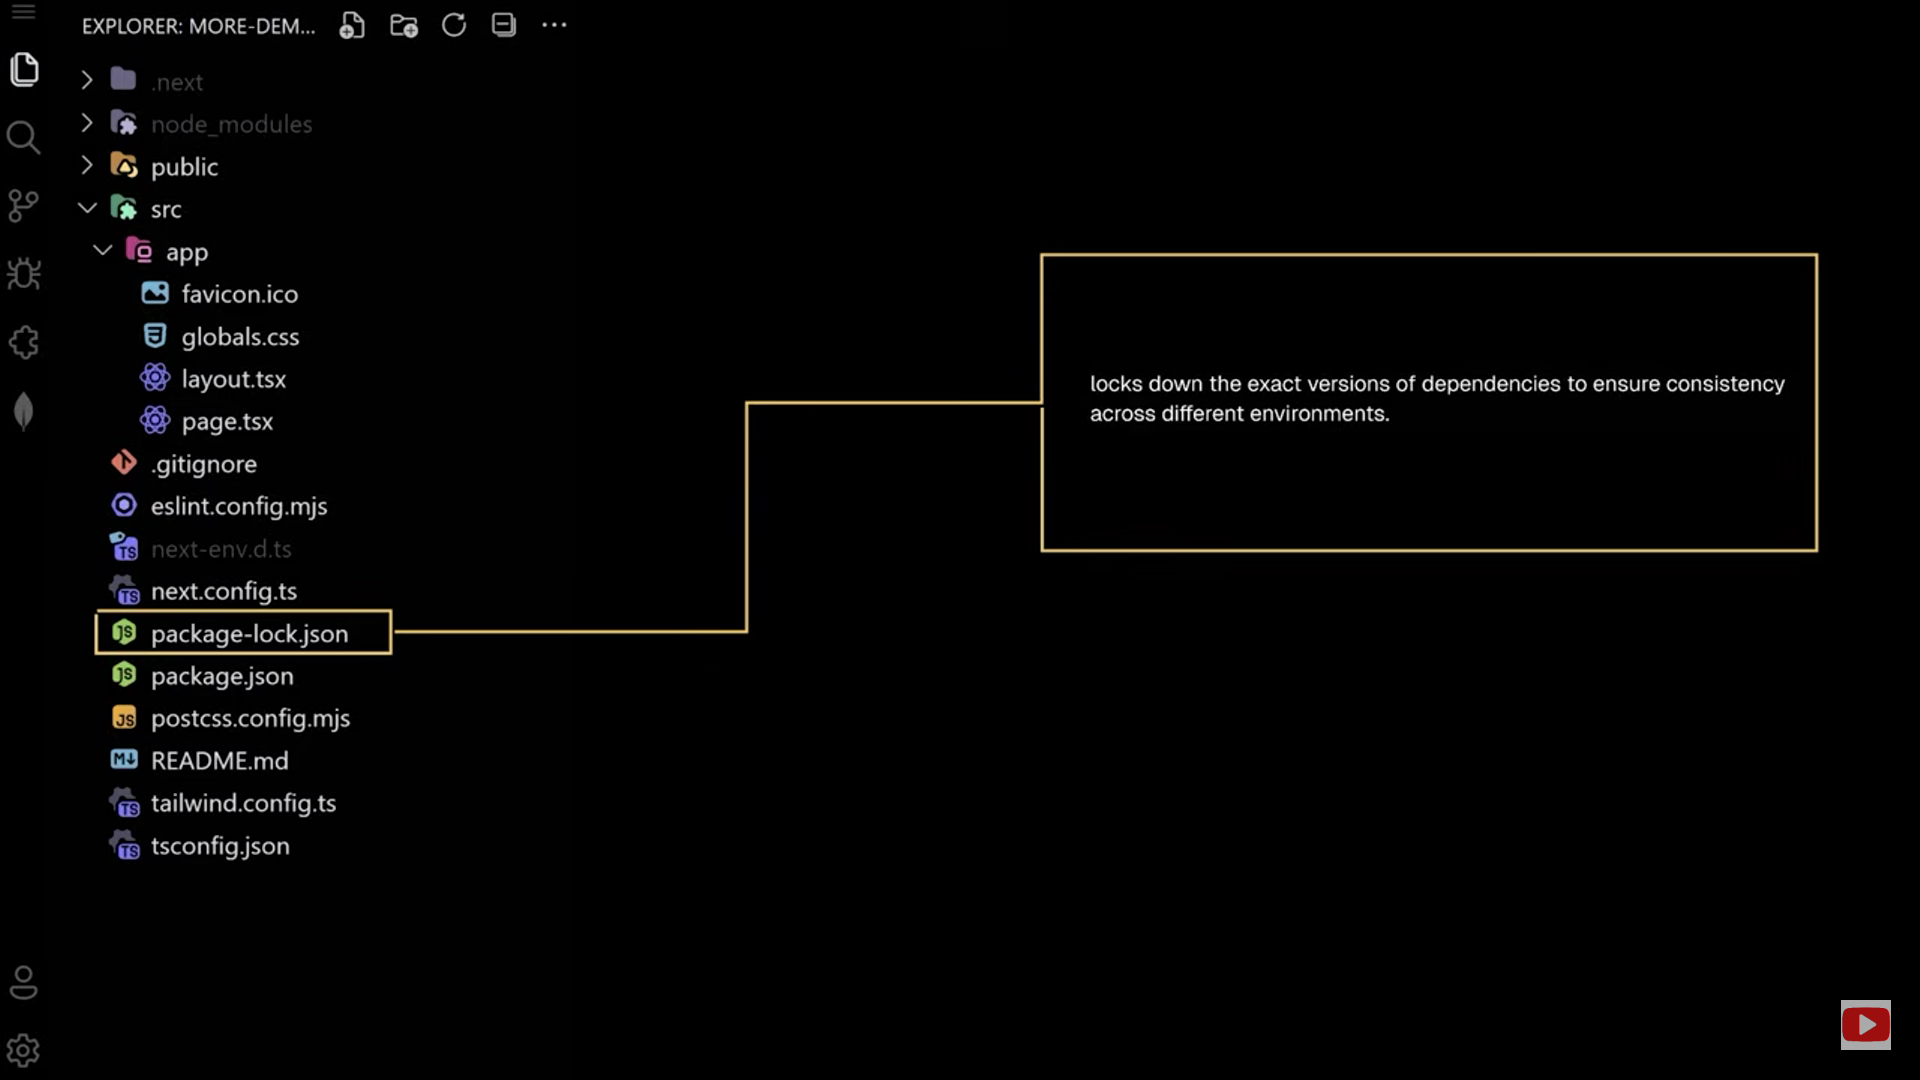 EXPLORER: MORE-DEM...
.next
node_modules
public
src
app
favicon.ico
globals.css
layout.tsx
page.tsx
.gitignore
eslint.config.mjs
next-env.d.ts
next.config.ts
package-lock.json
package.json
postcss.config.mjs
README.md
tailwind.config.ts
tsconfig.json
locks down the exact versions of dependencies to ensure consistency
across different environments.